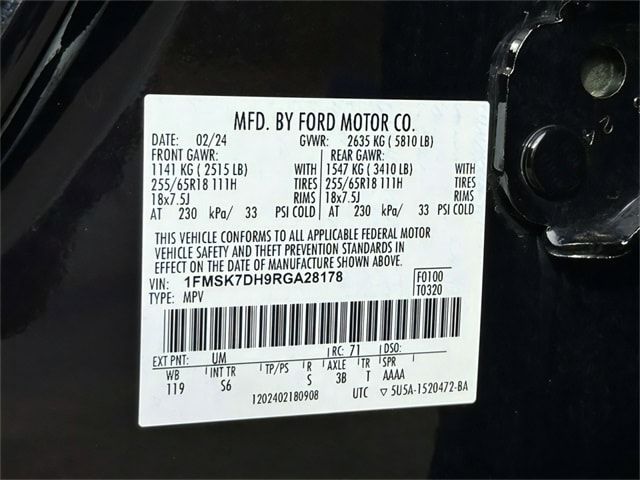 MFD. BY FORD MOTOR CO.
DATE: 02/24 GVWR: 2635 KG ( 5810 LB)
FRONT GAWR: REAR GAWR:
1141 KG ( 2515 LB) WITH 1547 KG ( 3410 LB) WITH
255/65R18 111H TIRES 255/65R18 111H TIRES
18x7.5J RIMS 18x7.5J RIMS
AT 230 kPa/ 33 PSI COLD AT 230 kPa/ 33 PSI COLD
THIS VEHICLE CONFORMS TO ALL APPLICABLE FEDERAL MOTOR
VEHICLE SAFETY AND THEFT PREVENTION STANDARDS IN
EFFECT ON THE DATE OF MANUFACTURE SHOWN ABOVE.
VIN: 1FMSK7DH9RGA28178 F0100
TYPE: MPV T0320
EXT PNT: UM RC: 71 DSO:
WB INT TR TP/PS R AXLE TR SPR
119 S6 S 3B T AAAA
1202402180908 UTC ▽ 5U5A-1520472-BA
24